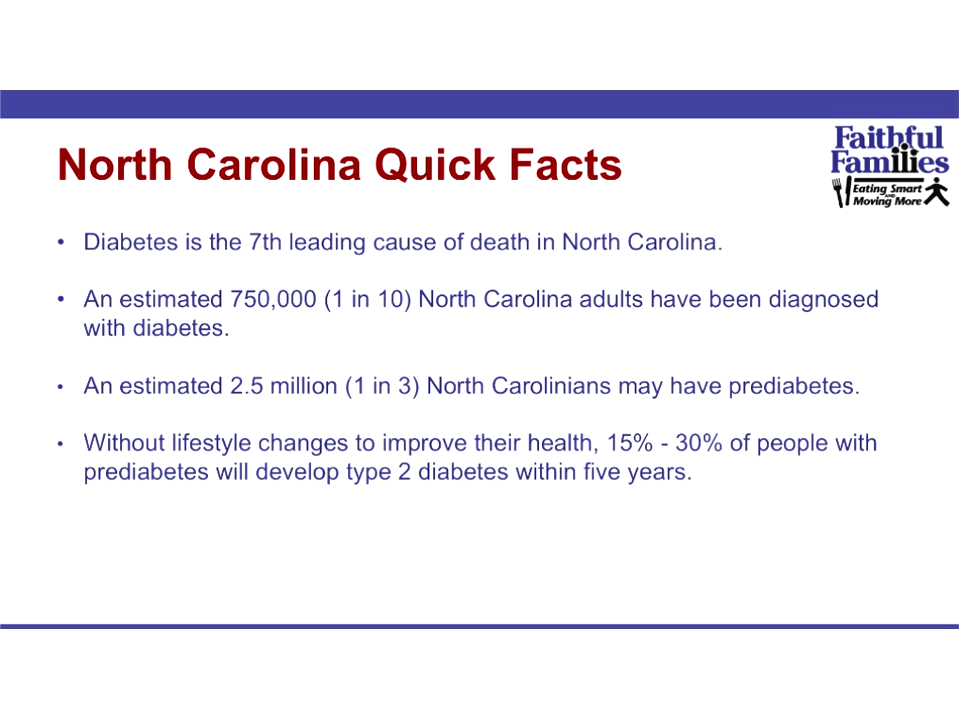 North Carolina Quick Facts
Faithful
Families
Eating Smart
AND
Moving More
• Diabetes is the 7th leading cause of death in North Carolina.
• An estimated 750,000 (1 in 10) North Carolina adults have been diagnosed
with diabetes.
• An estimated 2.5 million (1 in 3) North Carolinians may have prediabetes.
• Without lifestyle changes to improve their health, 15% - 30% of people with
prediabetes will develop type 2 diabetes within five years.